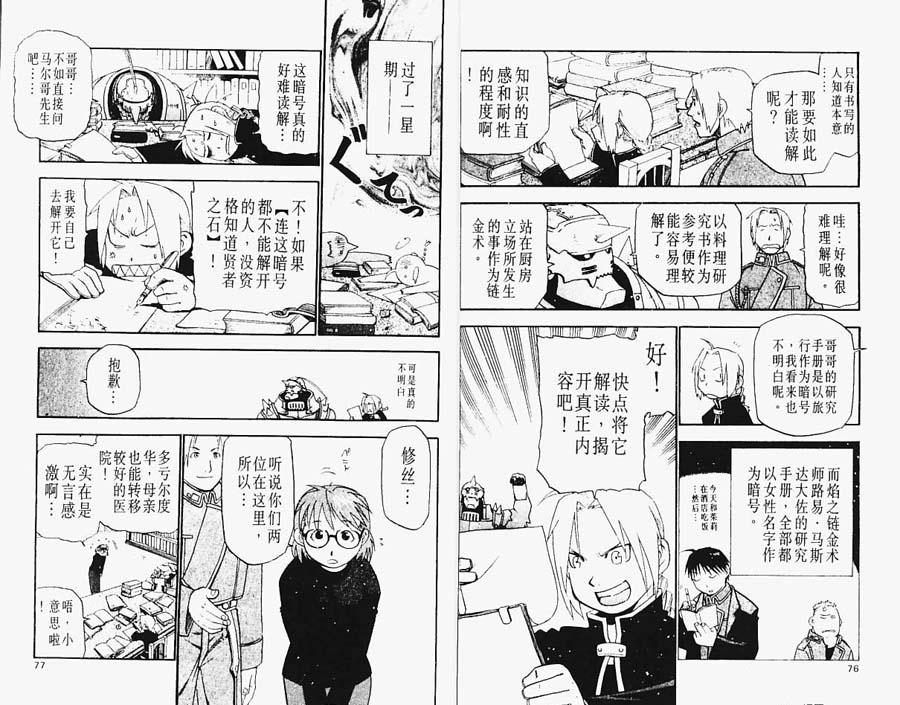 只有书写的
人知道本意
那要如此
才能读解
呢？
知识的直
感和耐性
的程度啊
！
哇…好像很
难理解呢。
以料理研
究书作为
参考便较
能容易理
解了。
站在厨房
立场所发生
的事作为链
金术。
哥哥的研究
手册是以旅
行作为暗号
，我看来也
不明白呢。
而焰之链金术
师路易·马斯
达大佐的研究
手册，全部都
以女性名字作
为暗号。
今天和茱莉
在酒店吃饭
…然后…
好！
快点将它
解读，揭
开真正内
容吧！
76
过了一星
期──
这暗号真的
好难读解…
哥哥…
不如直接问
马尔哥先生
吧……
不！如果
【连这暗号
都不能解开
的人，没资
格知道贤者
之石】！
我要自己
去解开它！
可是真的
不明白
抱歉…
修丝…
听说你们两
位在这里
所以…
多亏尔度
华，母亲
也能转移
较好的医
院！
实在是
无言感
激啊！
唔，小
意思啦
！
77